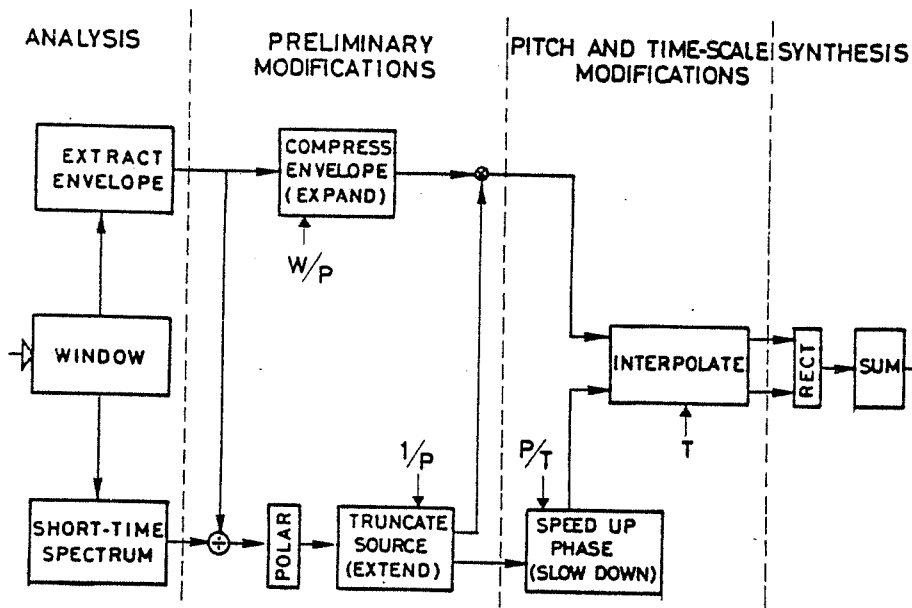 ANALYSIS
PRELIMINARY
MODIFICATIONS
PITCH AND TIME-SCALE
MODIFICATIONS
SYNTHESIS
EXTRACT
ENVELOPE
COMPRESS
ENVELOPE
(EXPAND)
W/P
WINDOW
INTERPOLATE
T
RECT
SUM
1/P
P/T
SHORT-TIME
SPECTRUM
POLAR
TRUNCATE
SOURCE
(EXTEND)
SPEED UP
PHASE
(SLOW DOWN)